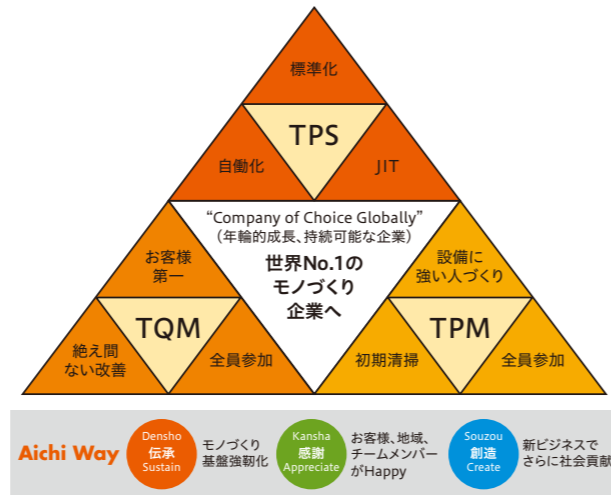 標準化
TPS
自働化
JIT
“Company of Choice Globally”
（年輪的成長、持続可能な企業）
世界No.1の
モノづくり
企業へ
お客様
第一
TQM
絶え間
ない改善
全員参加
設備に
強い人づくり
TPM
初期清掃
全員参加
Aichi Way
Densho
伝承
Sustain
モノづくり
基盤強靭化
Kansha
感謝
Appreciate
お客様、地域、
チームメンバー
がHappy
Souzou
創造
Create
新ビジネスで
さらに社会貢献